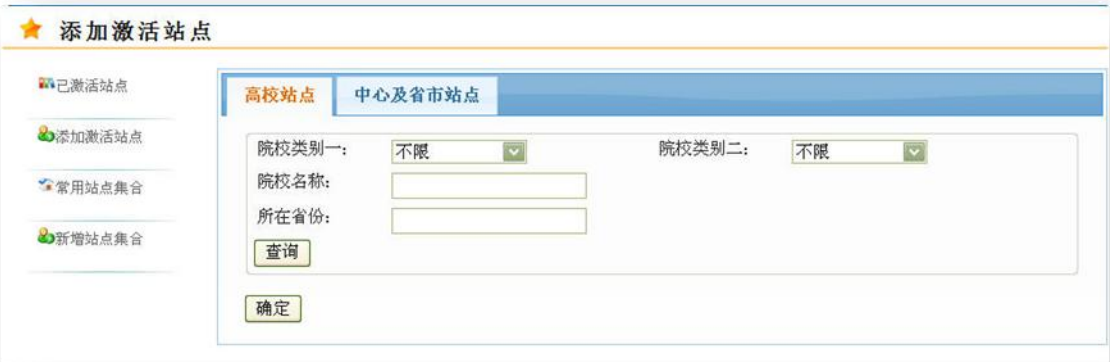 添加激活站点
已激活站点
添加激活站点
常用站点集合
新增站点集合
高校站点 中心及省市站点
院校类别一： 不限 院校类别二： 不限
院校名称：
所在省份：
查询
确定